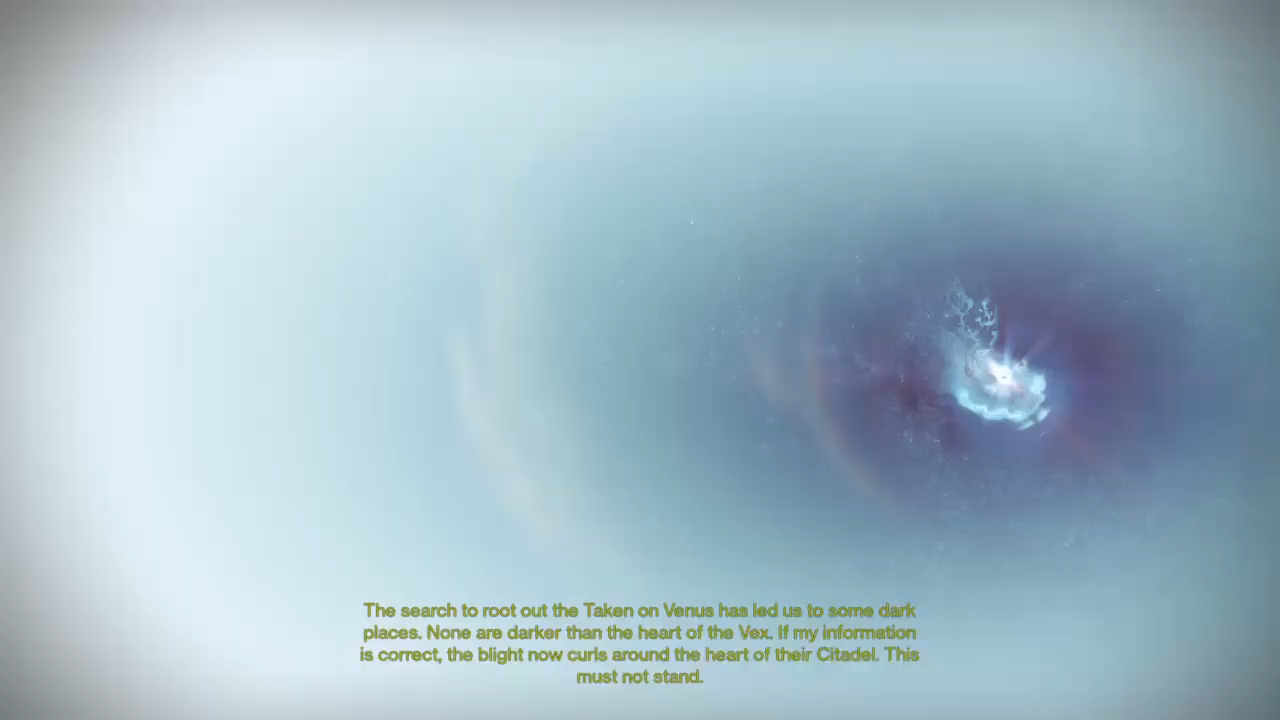 The search to root out the Taken on Venus has led us to some dark
places. None are darker than the heart of the Vex. If my information
is correct, the blight now curls around the heart of their Citadel. This
must not stand.